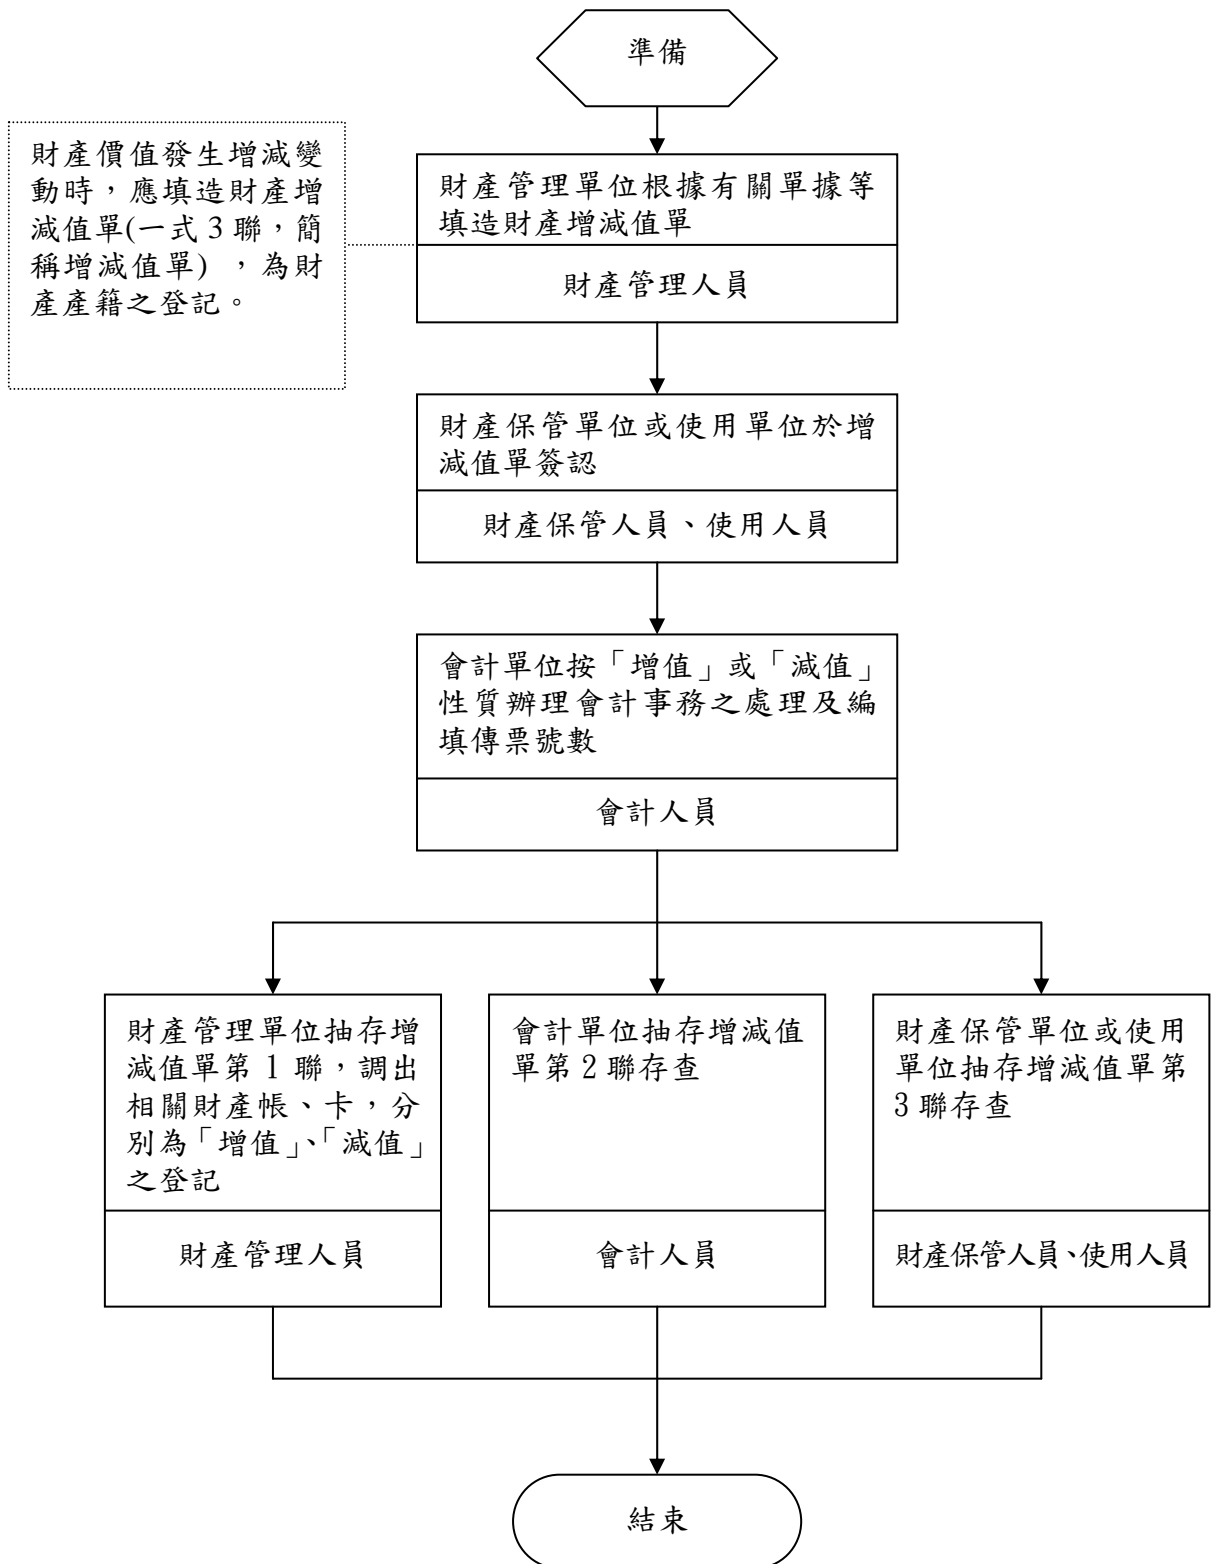 準備
財產價值發生增減變
動時，應填造財產增
減值單(一式 3 聯，簡
稱增減值單) ，為財
產產籍之登記。
財產管理單位根據有關單據等
填造財產增減值單
財產管理人員
財產保管單位或使用單位於增
減值單簽認
財產保管人員、使用人員
會計單位按「增值」或「減值」
性質辦理會計事務之處理及編
填傳票號數
會計人員
財產管理單位抽存增
減值單第 1 聯，調出
相關財產帳、卡，分
別為「增值」、「減值」
之登記
財產管理人員
會計單位抽存增減值
單第 2 聯存查
會計人員
財產保管單位或使用
單位抽存增減值單第
3 聯存查
財產保管人員、使用人員
結束